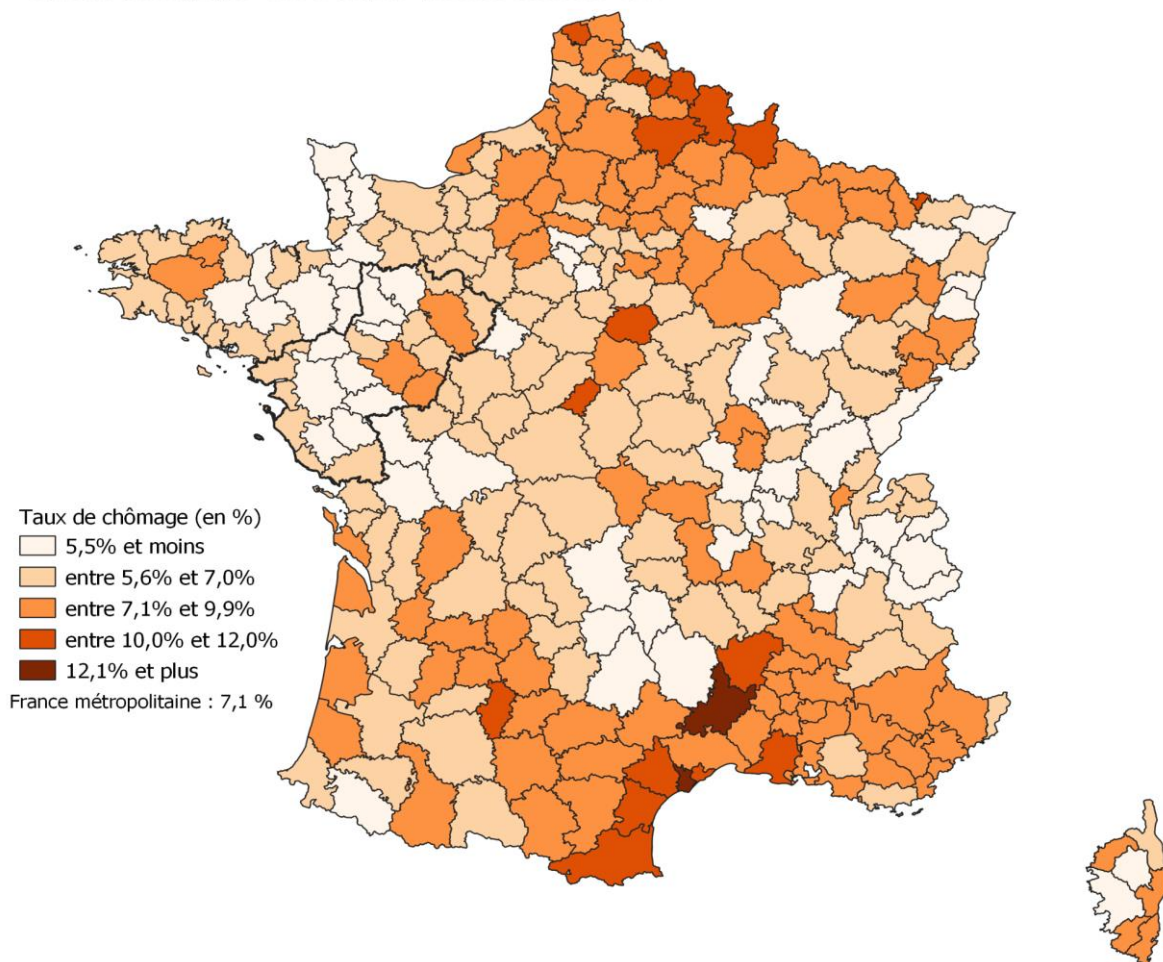 Taux de chômage (en %)
5,5% et moins
entre 5,6% et 7,0%
entre 7,1% et 9,9%
entre 10,0% et 12,0%
12,1% et plus
France métropolitaine : 7,1 %